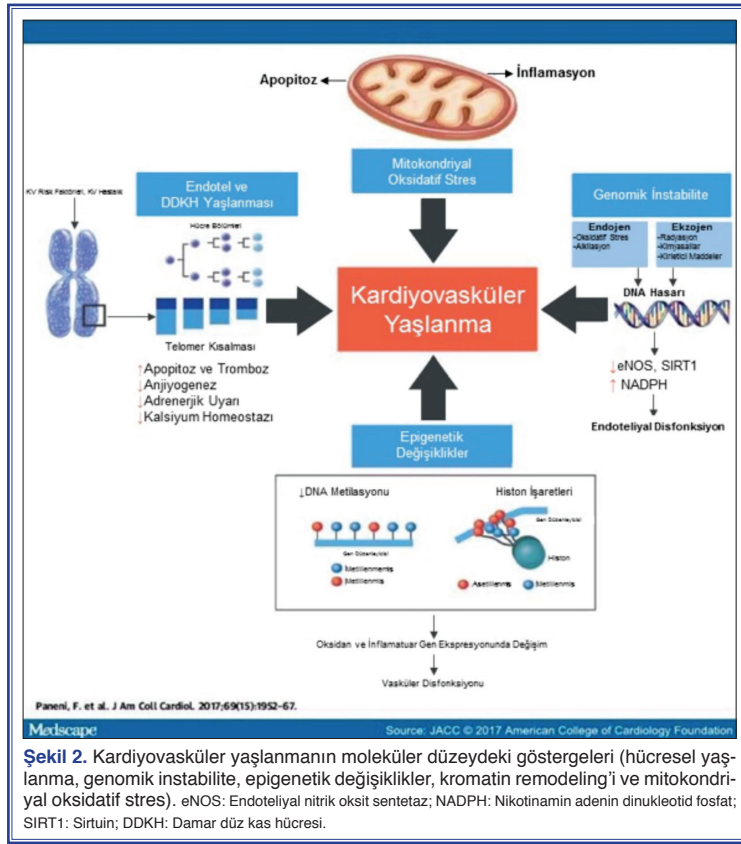 Apopitoz
İnflamasyon
Mitokondriyal
Oksidatif Stres
KV Risk Faktörleri, KV Hastalık
Endotel ve
DDKH Yaşlanması
Hücre Bölünmesi
Telomer Kısalması
↑Apopitoz ve Tromboz
↓Anjiyogenez
↓Adrenerjik Uyarı
↓Kalsiyum Homeostazı
Kardiyovasküler
Yaşlanma
Genomik İnstabilite
Endojen
-Oksidatif Stres
-Alkilasyon
Ekzojen
-Radyasyon
-Kimyasallar
-Kirletici Maddeler
DNA Hasarı
↓eNOS, SIRT1
↑ NADPH
Endoteliyal Disfonksiyon
Epigenetik
Değişiklikler
↓DNA Metilasyonu
Gen Düzenleyicisi
Metillenmemiş
Metillenmiş
Histon İşaretleri
Gen Düzenleyicisi
Histon
Asetillenmiş
Metillenmiş
Oksidan ve İnflamatuar Gen Ekspresyonunda Değişim
Vasküler Disfonksiyonu
Paneni, F. et al. J Am Coll Cardiol. 2017;69(15):1952–67.
Medscape
Source: JACC © 2017 American College of Cardiology Foundation
Şekil 2. Kardiyovasküler yaşlanmanın moleküler düzeydeki göstergeleri (hücresel yaş-
lanma, genomik instabilite, epigenetik değişiklikler, kromatin remodeling’i ve mitokondri-
yal oksidatif stres). eNOS: Endoteliyal nitrik oksit sentetaz; NADPH: Nikotinamin adenin dinukleotid fosfat;
SIRT1: Sirtuin; DDKH: Damar düz kas hücresi.